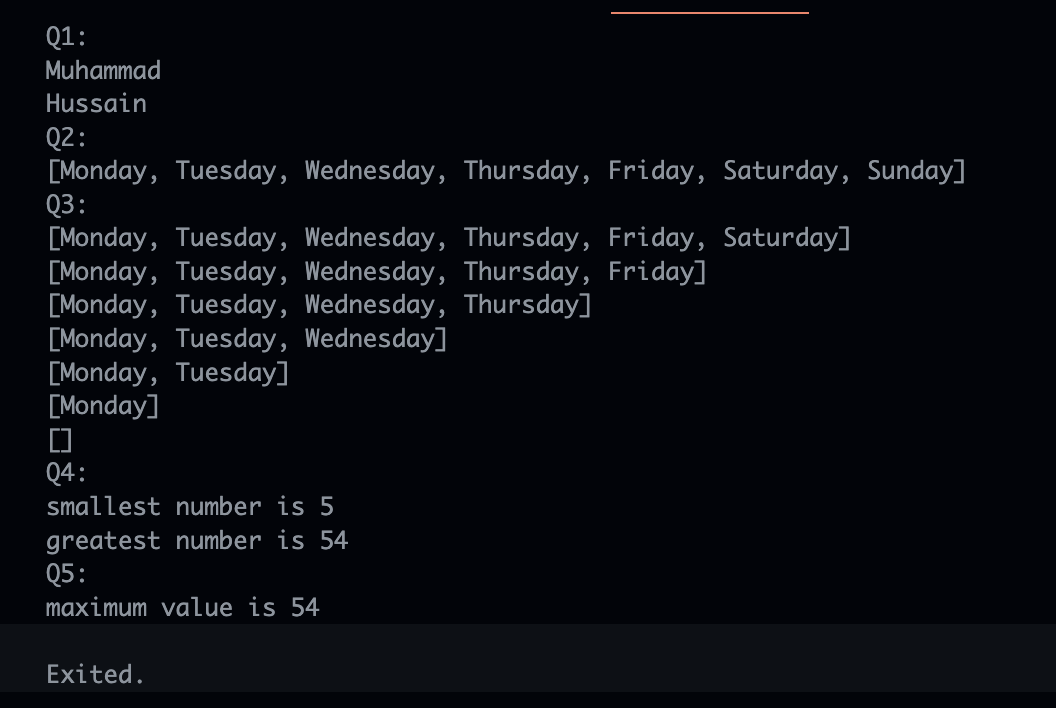 Q1:
Muhammad
Hussain
Q2:
[Monday, Tuesday, Wednesday, Thursday, Friday, Saturday, Sunday]
Q3:
[Monday, Tuesday, Wednesday, Thursday, Friday, Saturday]
[Monday, Tuesday, Wednesday, Thursday, Friday]
[Monday, Tuesday, Wednesday, Thursday]
[Monday, Tuesday, Wednesday]
[Monday, Tuesday]
[Monday]
[]
Q4:
smallest number is 5
greatest number is 54
Q5:
maximum value is 54
Exited.